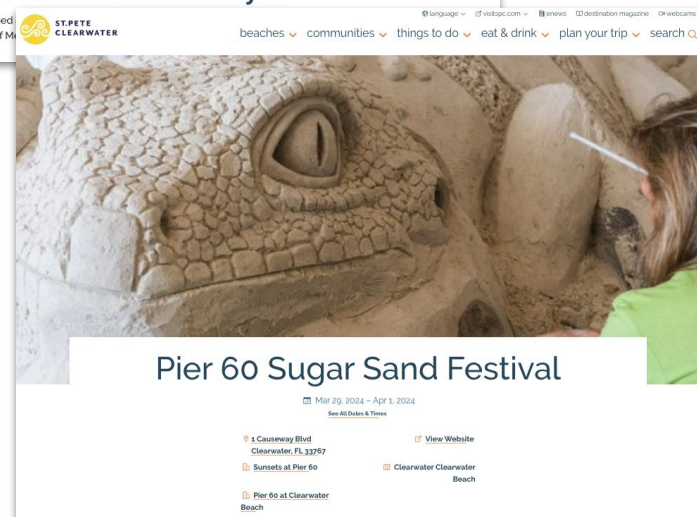 ed
f M
ST.PETE
CLEARWATER
language
visitspc.com
enews
destination magazine
webcams
beaches
communities
things to do
eat & drink
plan your trip
search
Pier 60 Sugar Sand Festival
Mar 29, 2024 – Apr 1, 2024
See All Dates & Times
1 Causeway Blvd
Clearwater, FL 33767
View Website
Sunsets at Pier 60
Clearwater Clearwater
Beach
Pier 60 at Clearwater
Beach